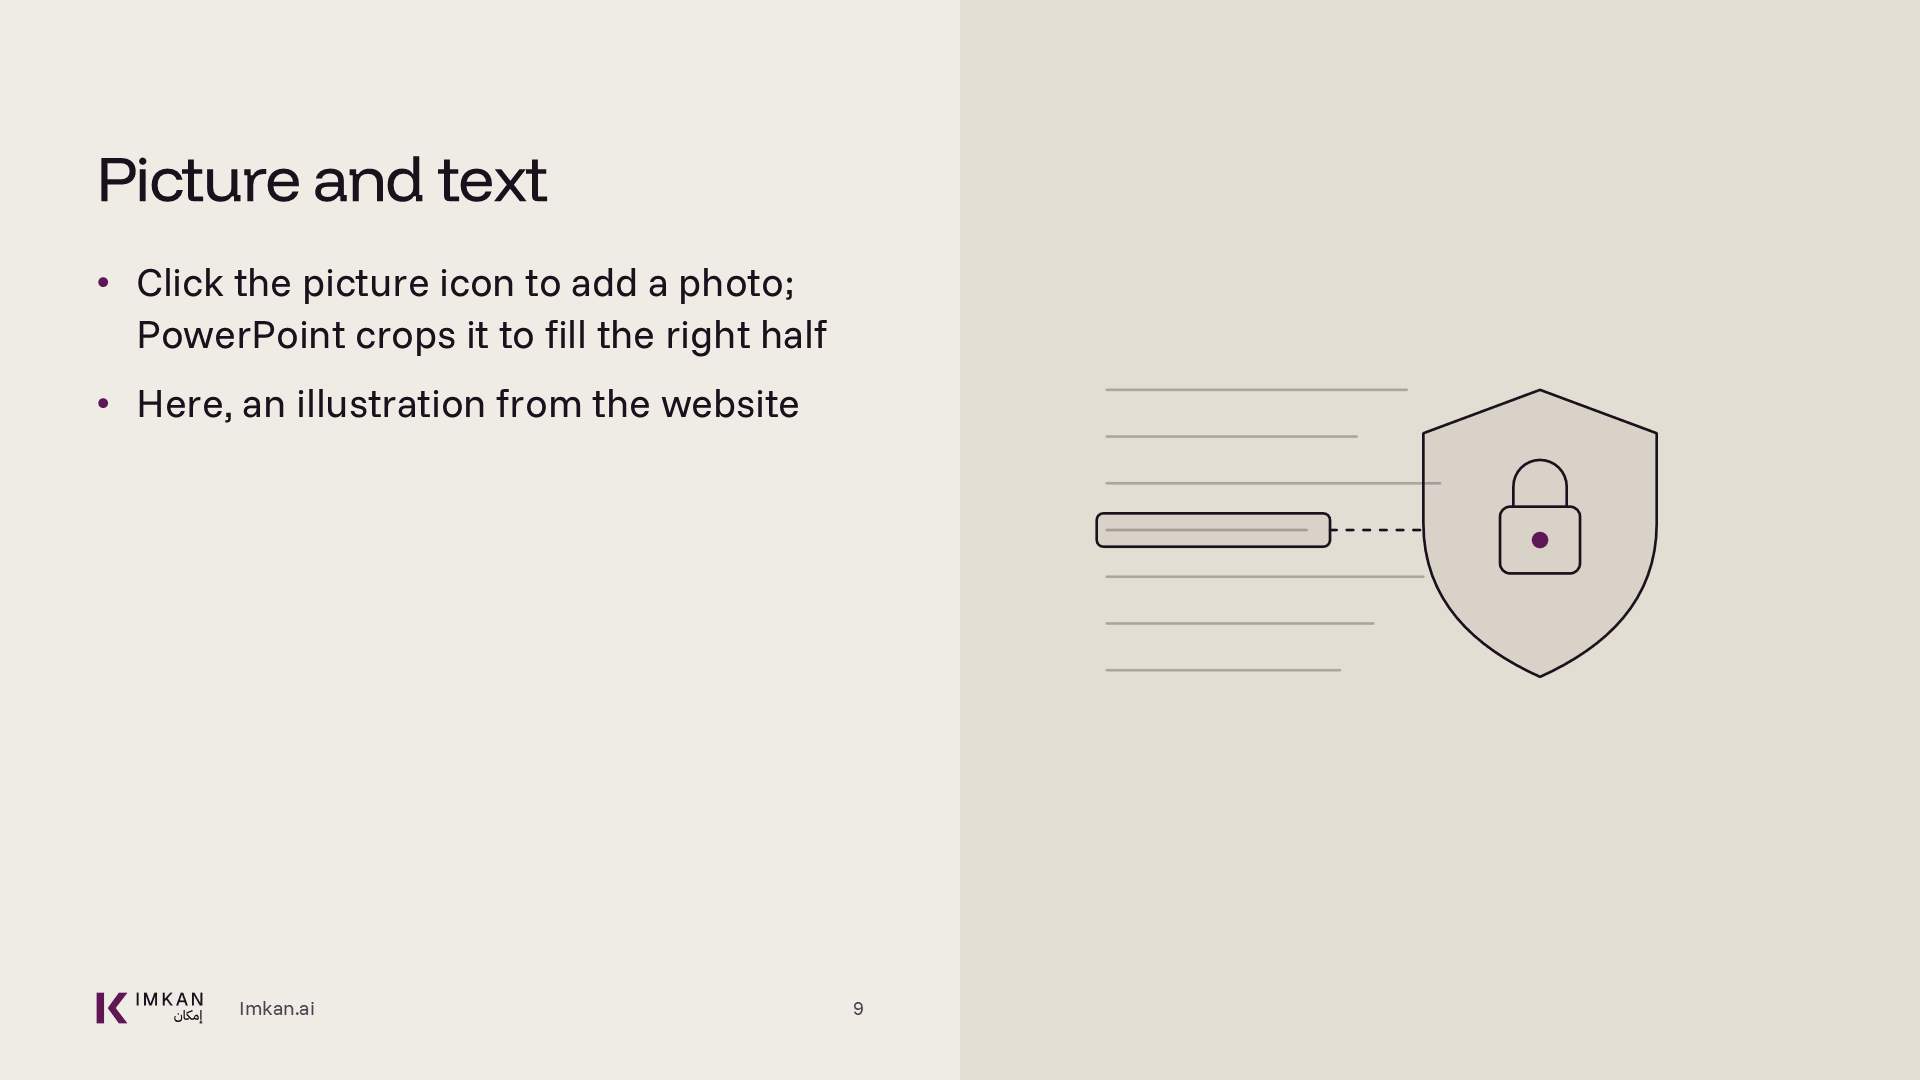 Picture and text
• Click the picture icon to add a photo;
PowerPoint crops it to fill the right half
• Here, an illustration from the website
IMKAN
إمكان
Imkan.ai
9